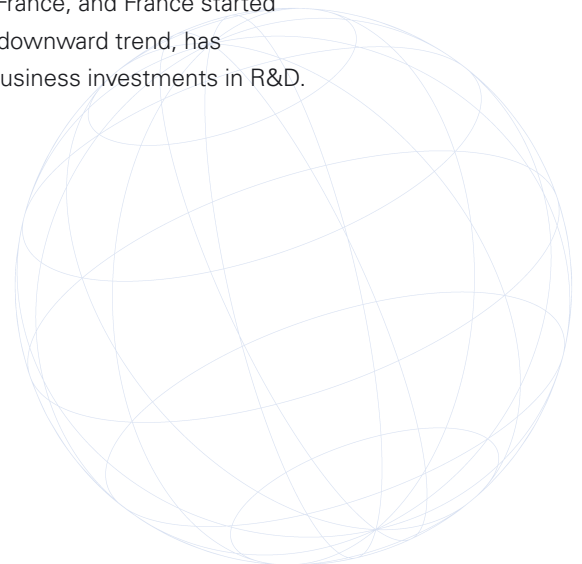 France, and France started
downward trend, has
usiness investments in R&D.